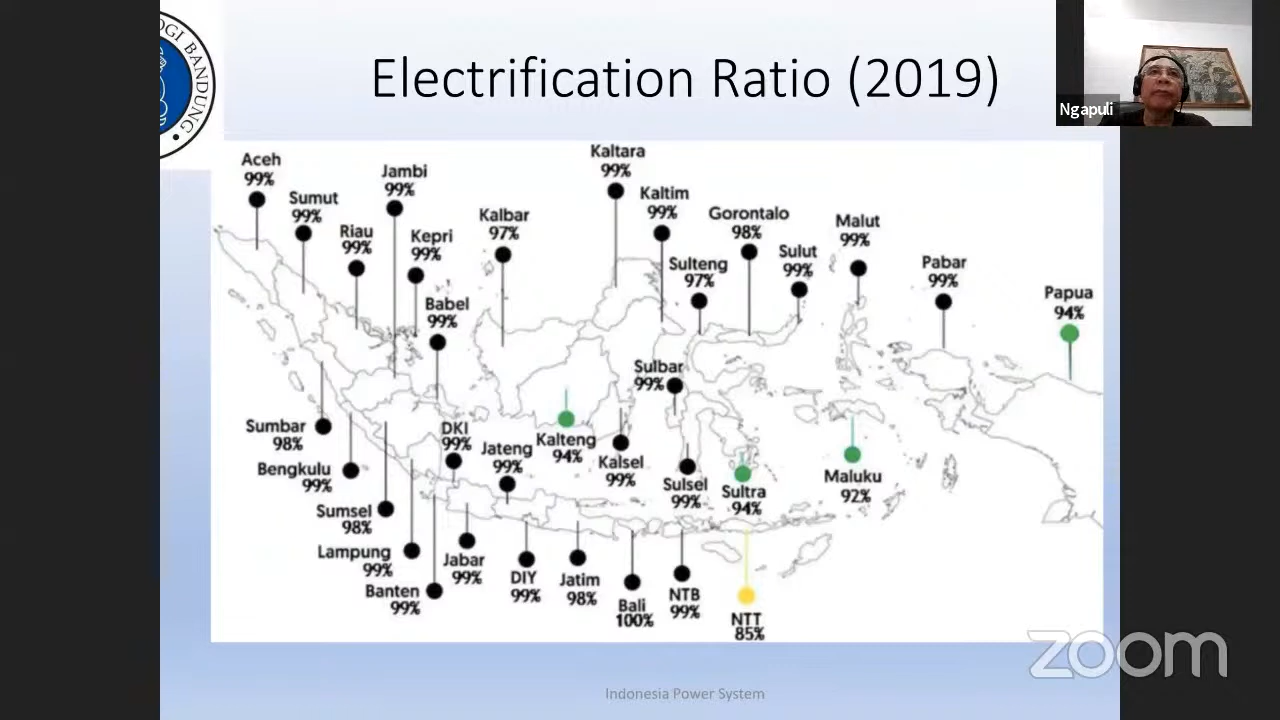 OGI BANDUNG
Electrification Ratio (2019)
Ngapuli
Aceh
99%
Sumut
99%
Riau
99%
Jambi
99%
Kepri
99%
Babel
99%
Kalbar
97%
Kaltara
99%
Kaltim
99%
Sulteng
97%
Gorontalo
98%
Sulut
99%
Malut
99%
Pabar
99%
Papua
94%
Sulbar
99%
Sumbar
98%
Bengkulu
99%
Sumsel
98%
Lampung
99%
Banten
99%
DKI
99%
Jateng
99%
Kalteng
94%
Kalsel
99%
Sulsel
99%
Sultra
94%
Maluku
92%
Jabar
99%
DIY
99%
Jatim
98%
Bali
100%
NTB
99%
NTT
85%
zoom
Indonesia Power System